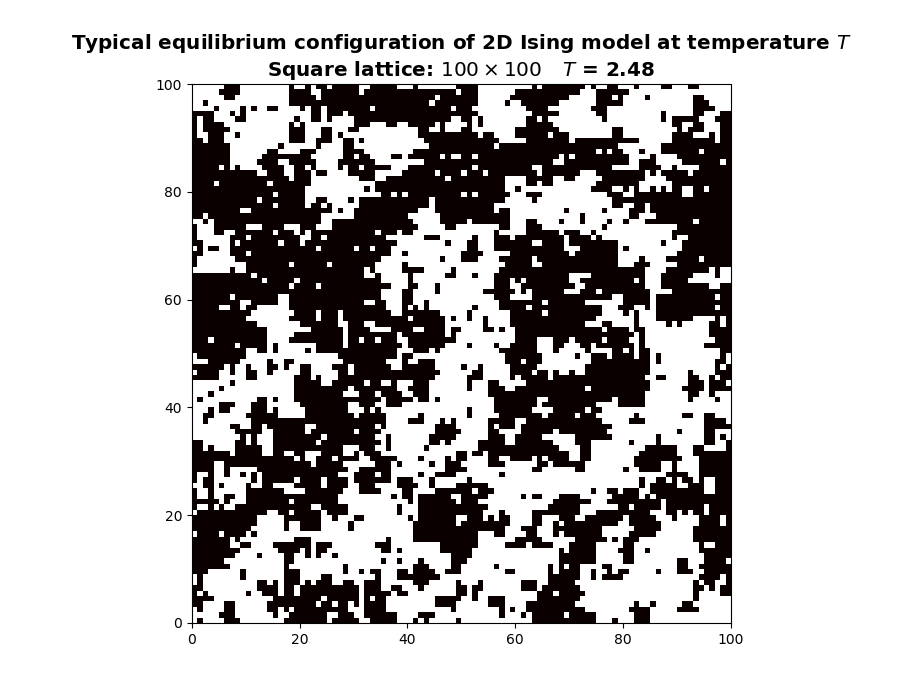 Typical equilibrium configuration of 2D Ising model at temperature T
Square lattice: 100 × 100 T = 2.48
100
80
60
40
20
0
0 20 40 60 80 100